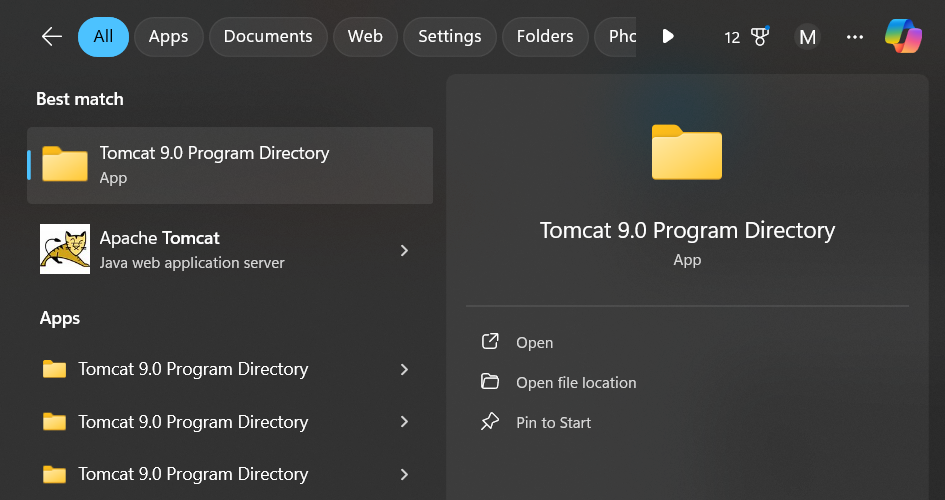 All Apps Documents Web Settings Folders Pho 12 M
Best match
Tomcat 9.0 Program Directory
App
Apache Tomcat
Java web application server
Apps
Tomcat 9.0 Program Directory
Tomcat 9.0 Program Directory
Tomcat 9.0 Program Directory
Tomcat 9.0 Program Directory
App
Open
Open file location
Pin to Start